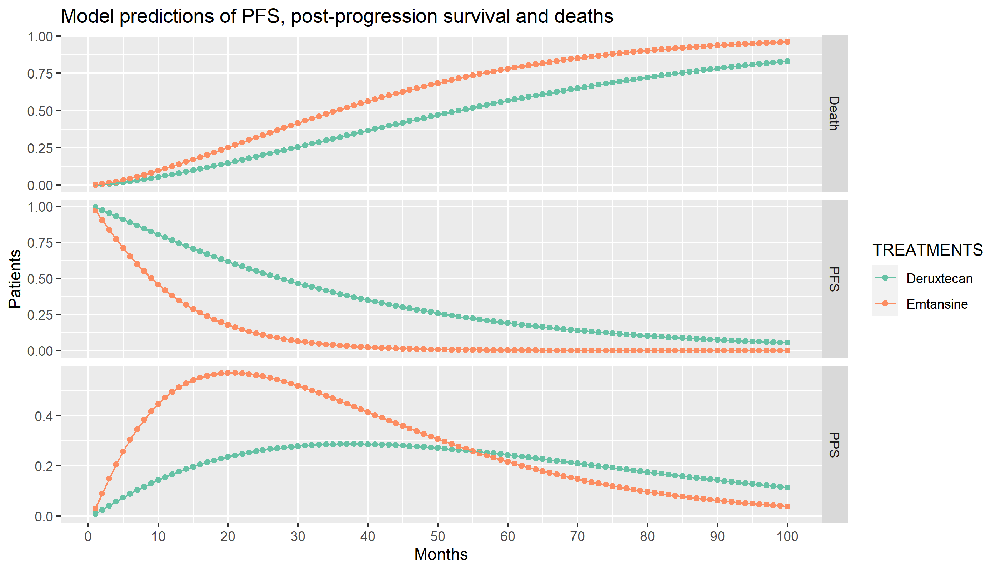 Model predictions of PFS, post-progression survival and deaths
1.00
0.75
0.50
0.25
0.00
Death
1.00
0.75
0.50
0.25
0.00
PFS
0.4
0.2
0.0
PPS
Patients
0 10 20 30 40 50 60 70 80 90 100
Months
TREATMENTS
Deruxtecan
Emtansine